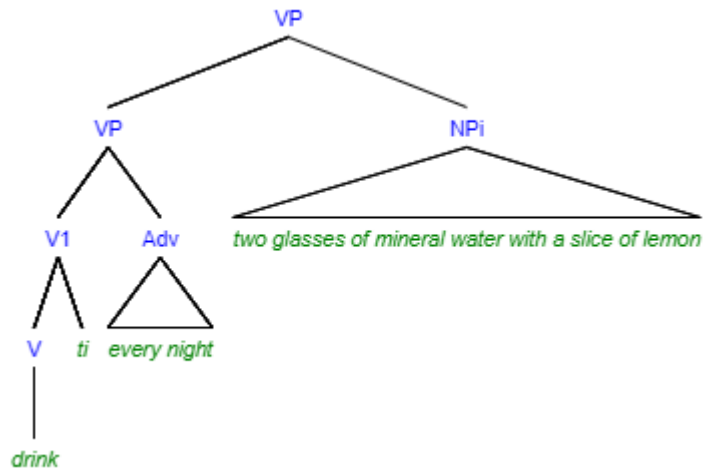 VP
VP NPi
V1 Adv two glasses of mineral water with a slice of lemon
V ti every night
drink